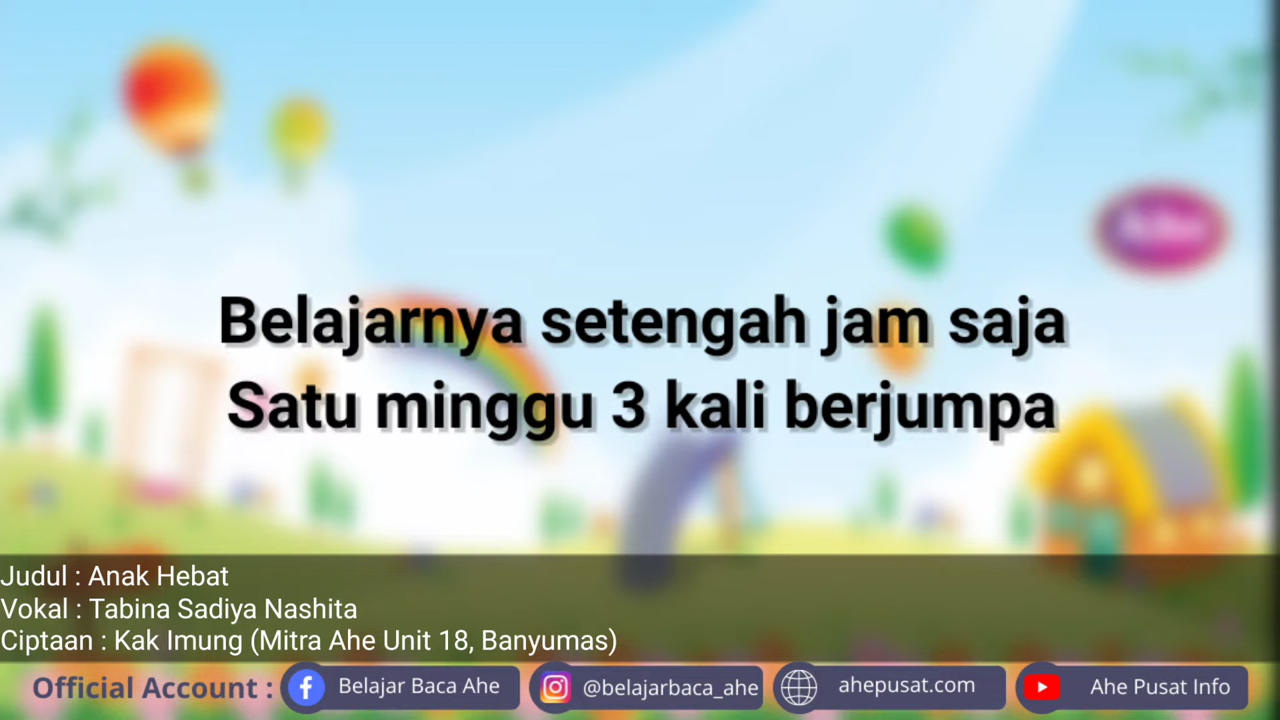 Belajarnya setengah jam saja
Satu minggu 3 kali berjumpa
Judul : Anak Hebat
Vokal : Tabina Sadiya Nashita
Ciptaan : Kak Imung (Mitra Ahe Unit 18, Banyumas)
Official Account : Belajar Baca Ahe @belajarbaca_ahe ahepusat.com Ahe Pusat Info